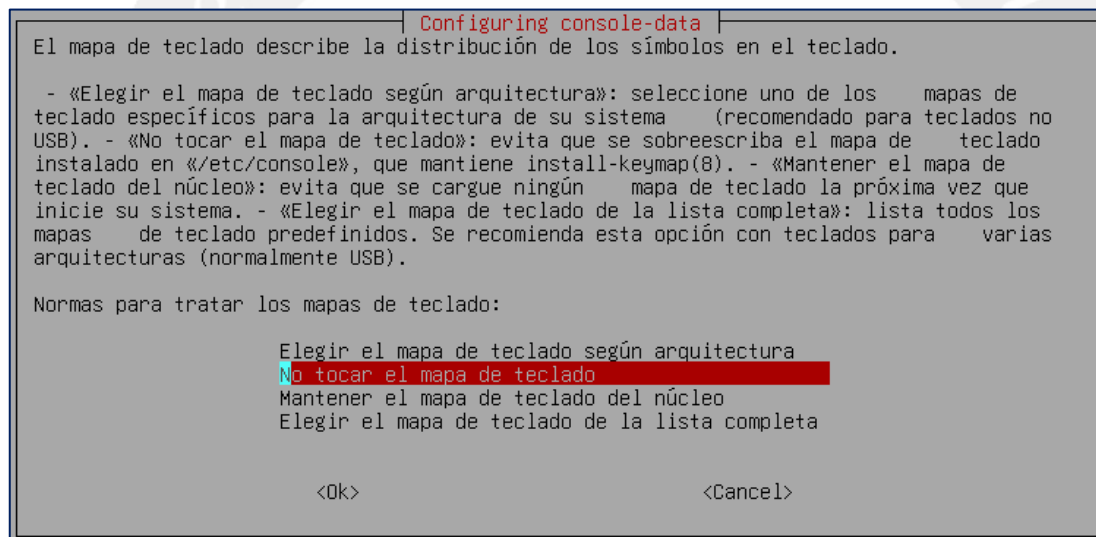 Configuring console-data
El mapa de teclado describe la distribución de los símbolos en el teclado.
- «Elegir el mapa de teclado según arquitectura»: seleccione uno de los    mapas de
teclado específicos para la arquitectura de su sistema    (recomendado para teclados no
USB). - «No tocar el mapa de teclado»: evita que se sobreescriba el mapa de    teclado
instalado en «/etc/console», que mantiene install-keymap(8). - «Mantener el mapa de
teclado del núcleo»: evita que se cargue ningún    mapa de teclado la próxima vez que
inicie su sistema. - «Elegir el mapa de teclado de la lista completa»: lista todos los
mapas    de teclado predefinidos. Se recomienda esta opción con teclados para    varias
arquitecturas (normalmente USB).
Normas para tratar los mapas de teclado:
Elegir el mapa de teclado según arquitectura
No tocar el mapa de teclado
Mantener el mapa de teclado del núcleo
Elegir el mapa de teclado de la lista completa
<Ok>    <Cancel>